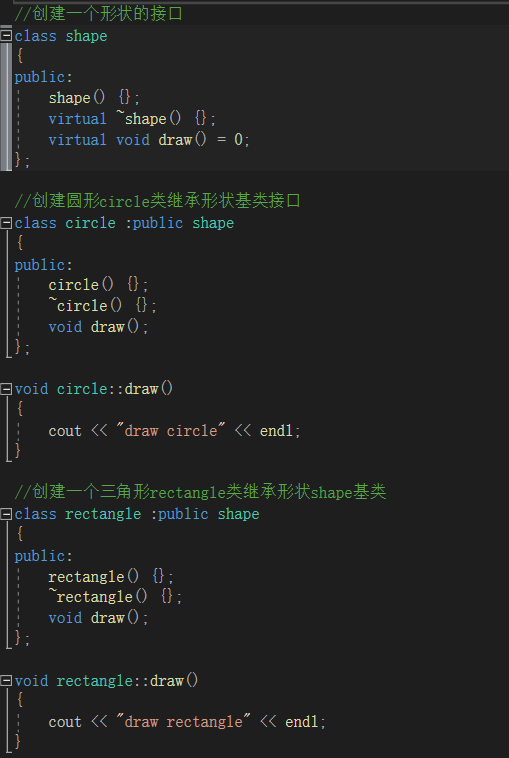 //创建一个形状的接口
class shape
{
public:
    shape() {};
    virtual ~shape() {};
    virtual void draw() = 0;
};
//创建圆形circle类继承形状基类接口
class circle :public shape
{
public:
    circle() {};
    ~circle() {};
    void draw();
};
void circle::draw()
{
    cout << "draw circle" << endl;
}
//创建一个三角形rectangle类继承形状shape基类
class rectangle :public shape
{
public:
    rectangle() {};
    ~rectangle() {};
    void draw();
};
void rectangle::draw()
{
    cout << "draw rectangle" << endl;
}